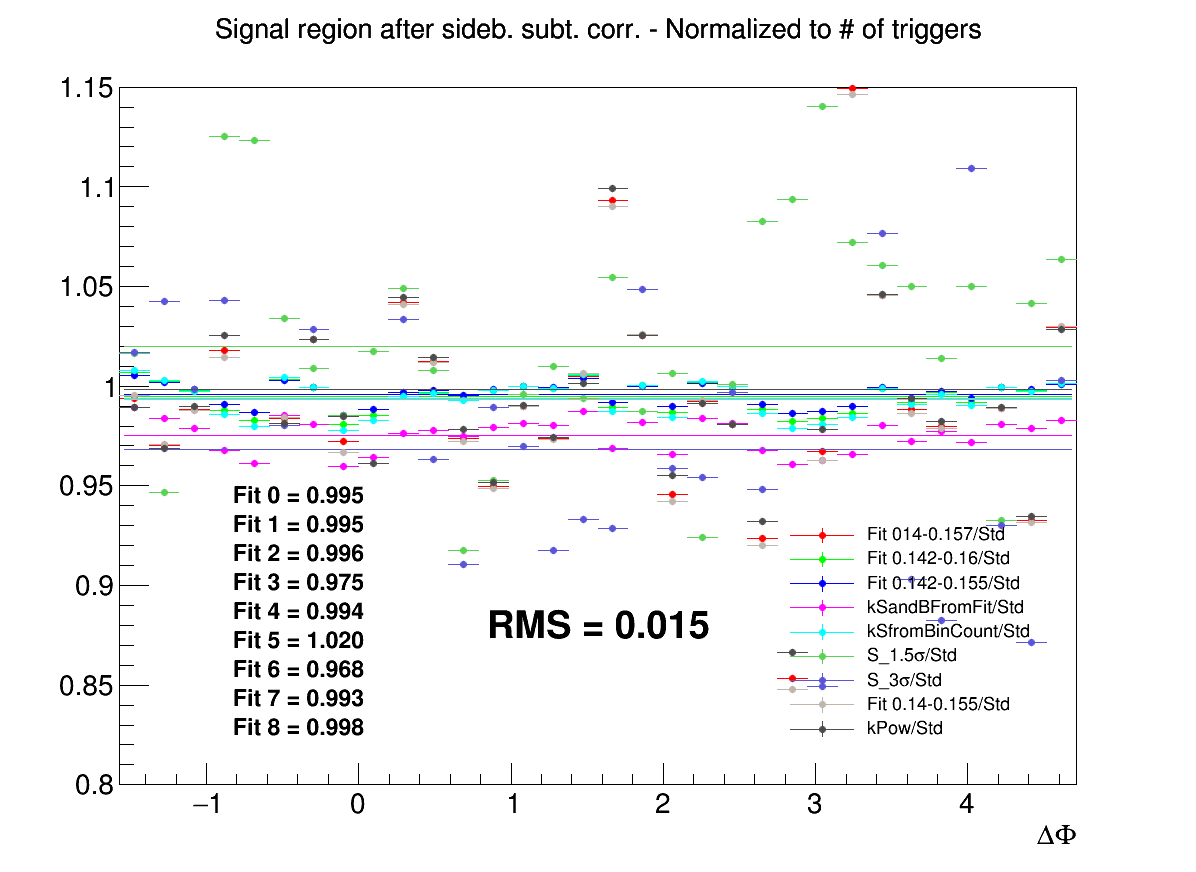 Signal region after sideb. subt. corr. - Normalized to # of triggers
1.15
1.1
1.05
1
0.95
0.9
0.85
0.8
Fit 0 = 0.995
Fit 1 = 0.995
Fit 2 = 0.996
Fit 3 = 0.975
Fit 4 = 0.994
Fit 5 = 1.020
Fit 6 = 0.968
Fit 7 = 0.993
Fit 8 = 0.998
RMS = 0.015
Fit 014-0.157/Std
Fit 0.142-0.16/Std
Fit 0.142-0.155/Std
kSandBFromFit/Std
kSfromBinCount/Std
S_1.5σ/Std
S_3σ/Std
Fit 0.14-0.155/Std
kPow/Std
−1 0 1 2 3 4
ΔΦ